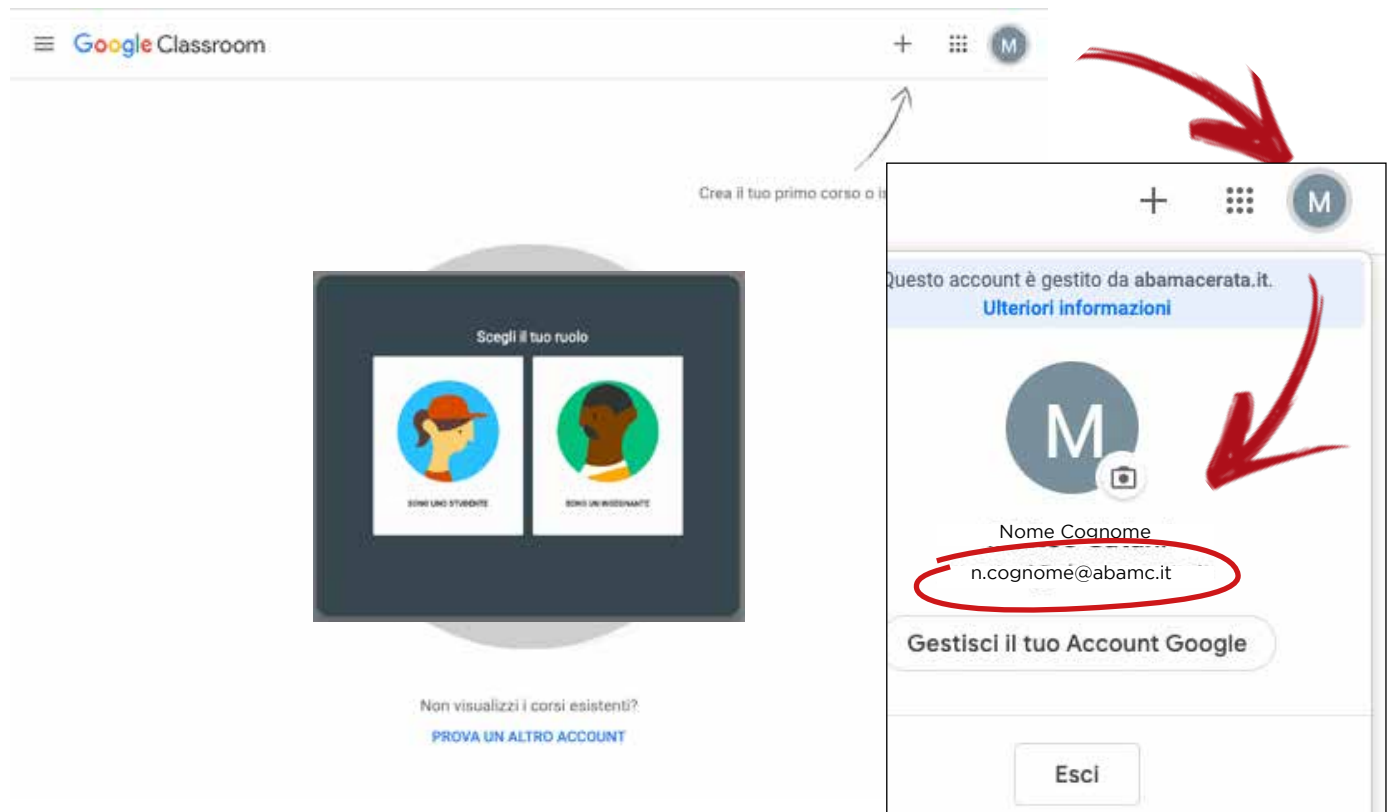 Google Classroom
M
Crea il tuo primo corso o
Scegli il tuo ruolo
SONO UNO STUDENTE
SONO UN INSEGNANTE
Non visualizzi i corsi esistenti?
PROVA UN ALTRO ACCOUNT
M
Questo account è gestito da abamacerata.it.
Ulteriori informazioni
M
Nome Cognome
n.cognome@abamc.it
Gestisci il tuo Account Google
Esci